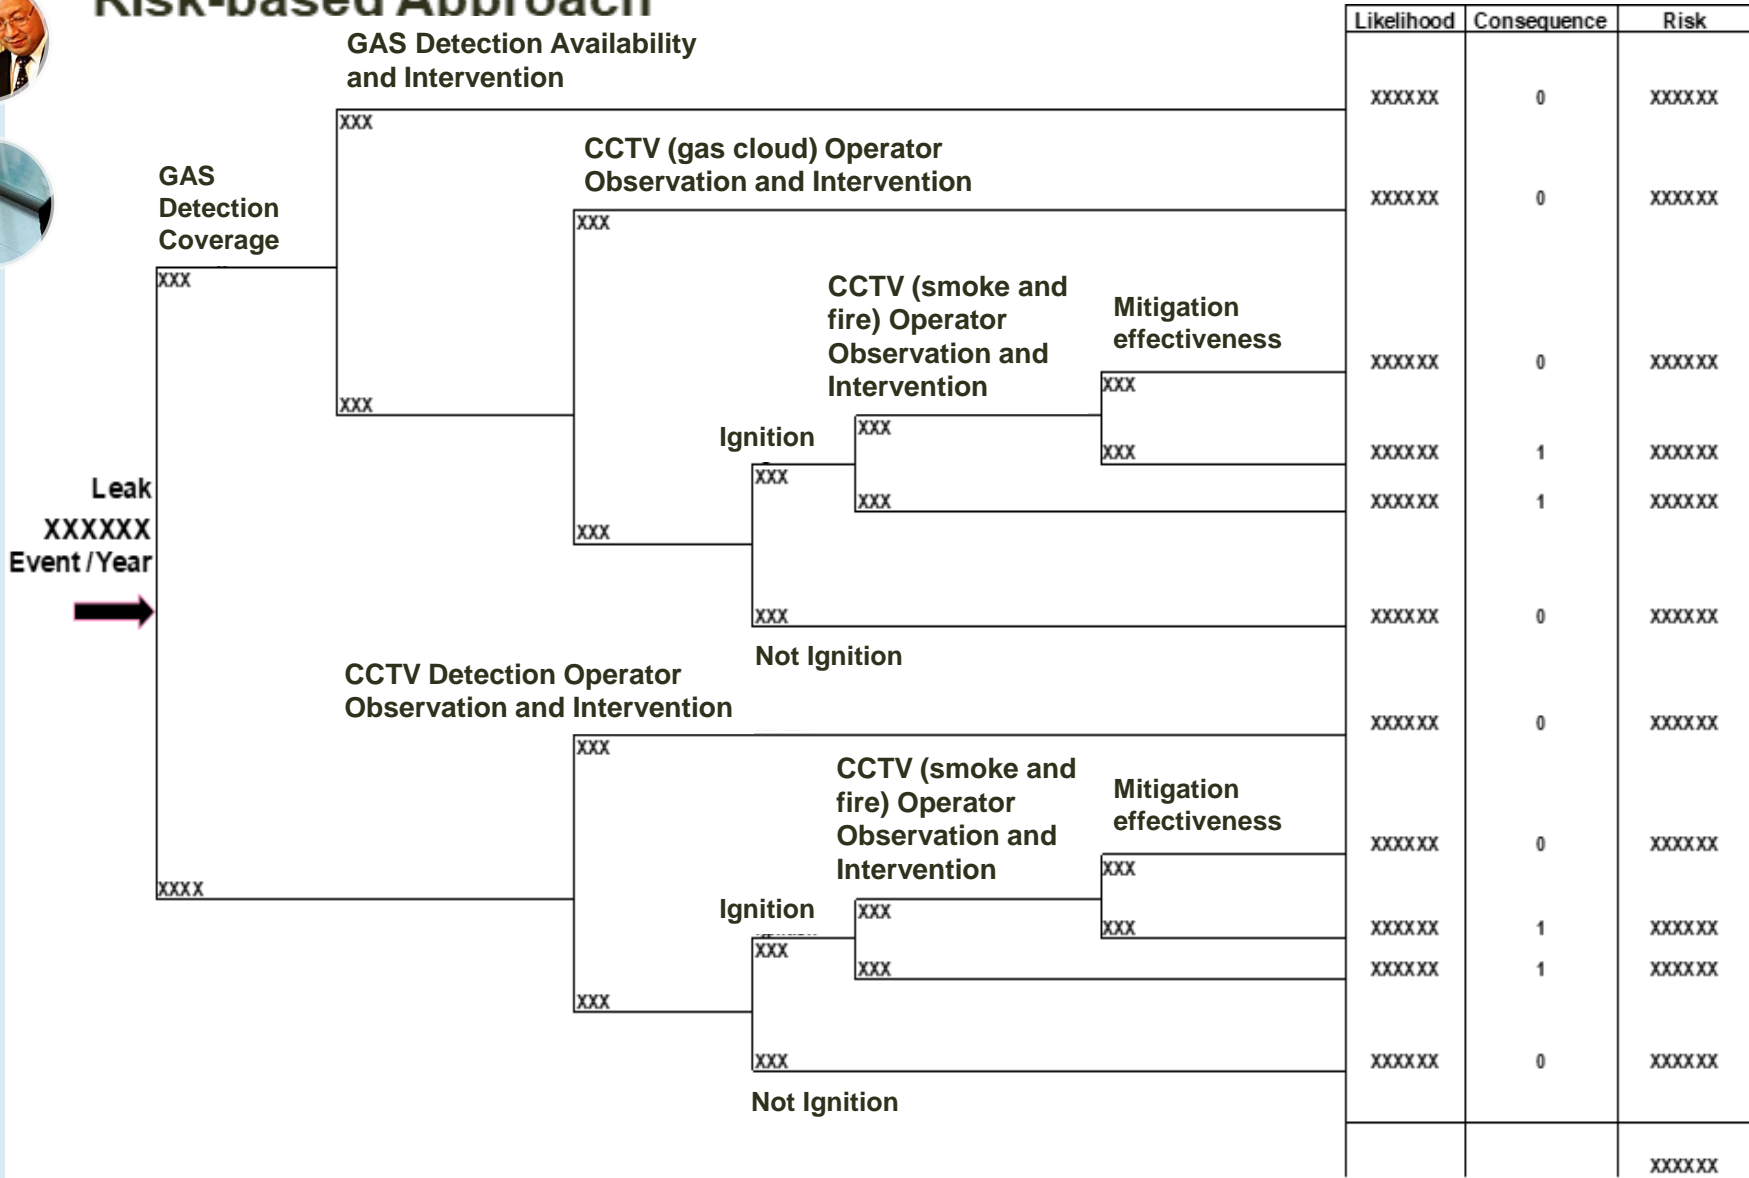 Risk-based Approach
Likelihood Consequence Risk
GAS Detection Availability
and Intervention
XXXXXX 0 XXXXXX
XXX
CCTV (gas cloud) Operator
Observation and Intervention
GAS
Detection
Coverage
XXXXXX 0 XXXXXX
XXX
XXX
CCTV (smoke and
fire) Operator
Observation and
Intervention
Mitigation
effectiveness
XXXXXX 0 XXXXXX
XXX
XXX
Ignition
XXX
XXX
XXXXXX 1 XXXXXX
XXX
XXX
XXXXXX 1 XXXXXX
Leak
XXXXXX
Event / Year
XXX
XXX
XXXXXX 0 XXXXXX
Not Ignition
CCTV Detection Operator
Observation and Intervention
XXXXXX 0 XXXXXX
XXX
CCTV (smoke and
fire) Operator
Observation and
Intervention
Mitigation
effectiveness
XXXXXX 0 XXXXXX
XXX
XXXX
Ignition
XXX
XXX
XXXXXX 1 XXXXXX
XXX
XXX
XXXXXX 1 XXXXXX
XXX
XXX
XXXXXX 0 XXXXXX
Not Ignition
XXXXXX